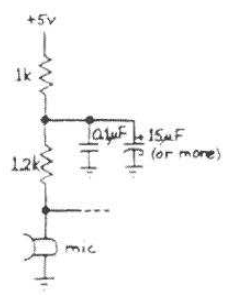 +5v
1k
0.1µF
15µF
(or more)
1.2k
mic